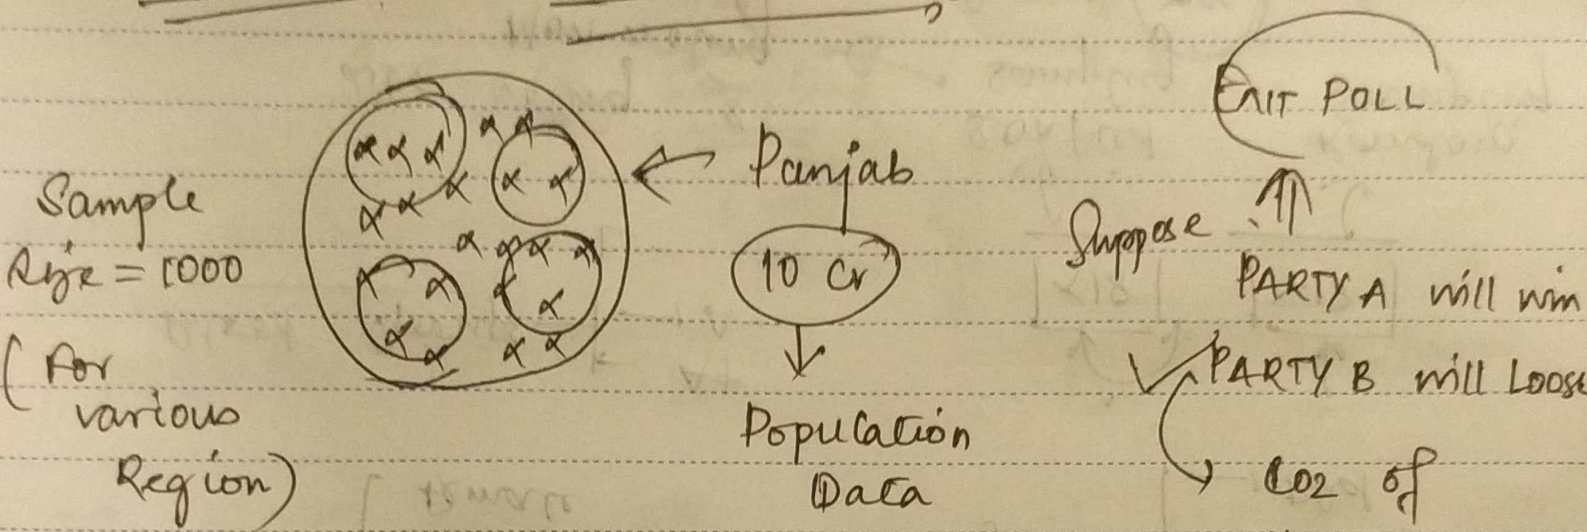 EXIT POLL
Panjab
Sample
Size = 1000
10 Cr
Suppose
PARTY A will win
(For
various
Region)
PARTY B will Loose
Population
Data
COZ of